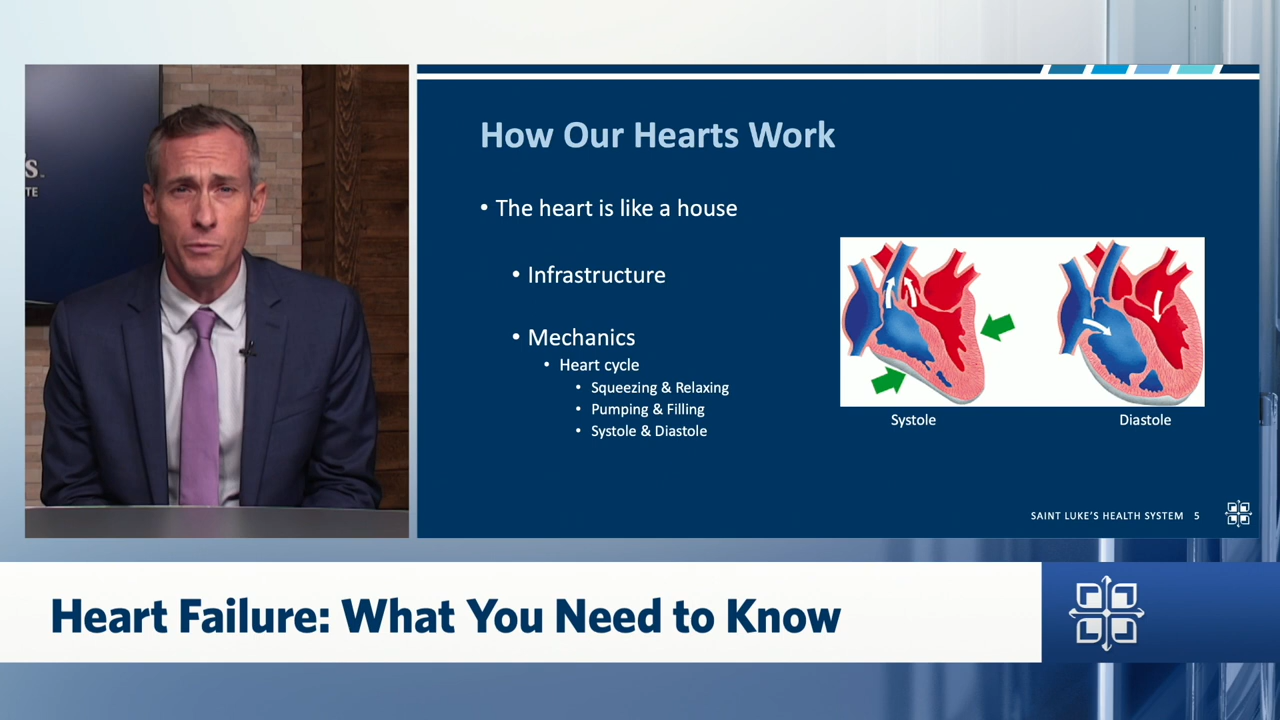 How Our Hearts Work
• The heart is like a house
• Infrastructure
• Mechanics
• Heart cycle
• Squeezing & Relaxing
• Pumping & Filling
• Systole & Diastole
Systole
Diastole
SAINT LUKE'S HEALTH SYSTEM 5
Heart Failure: What You Need to Know